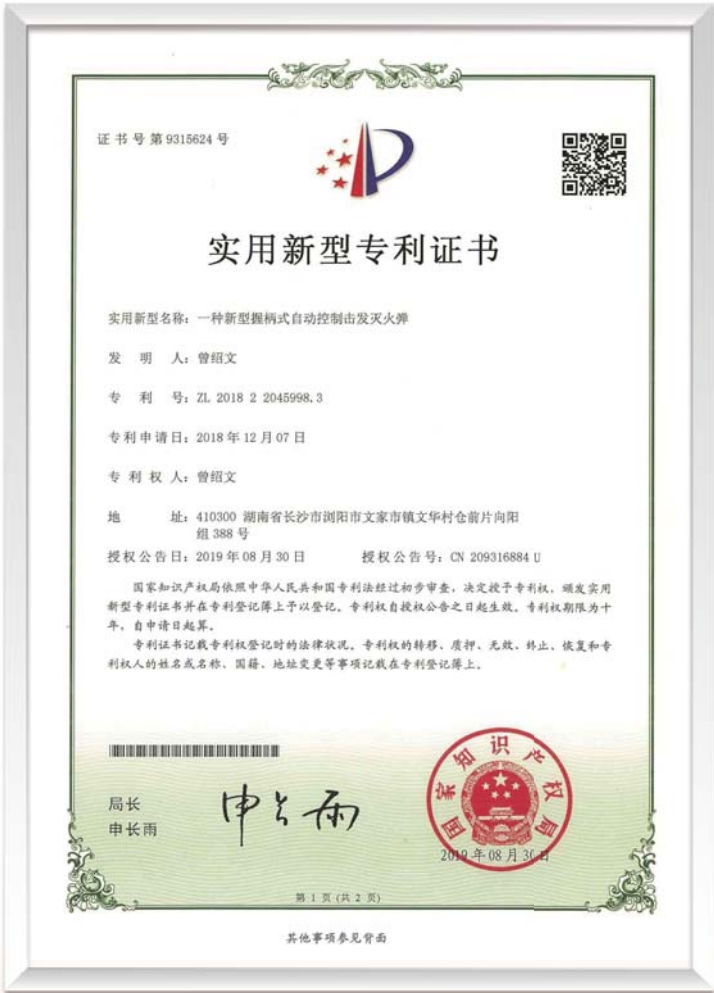 证书号第9315624号
实用新型专利证书
实用新型名称：一种新型握柄式自动控制击发灭火弹
发 明 人：曾绍文
专 利 号：ZL 2018 2 2045998.3
专利申请日：2018年12月07日
专 利 权 人：曾绍文
地 址：410300 湖南省长沙市浏阳市文家市镇文华村仓前片向阳
组388号
授权公告日：2019年08月30日 授权公告号：CN 209316884 U
国家知识产权局依照中华人民共和国专利法经过初步审查，决定授予专利权，颁发实用
新型专利证书并在专利登记簿上予以登记。专利权自授权公告之日起生效。专利权期限为十
年，自申请日起算。
专利证书记载专利权登记时的法律状况。专利权的转移、质押、无效、终止、恢复和专
利权人的姓名或名称、国籍、地址变更等事项记载在专利登记簿上。
局长
申长雨
申长雨
国家知识产权局
2019年08月30日
第 1 页 (共 2 页)
其他事项参见背面